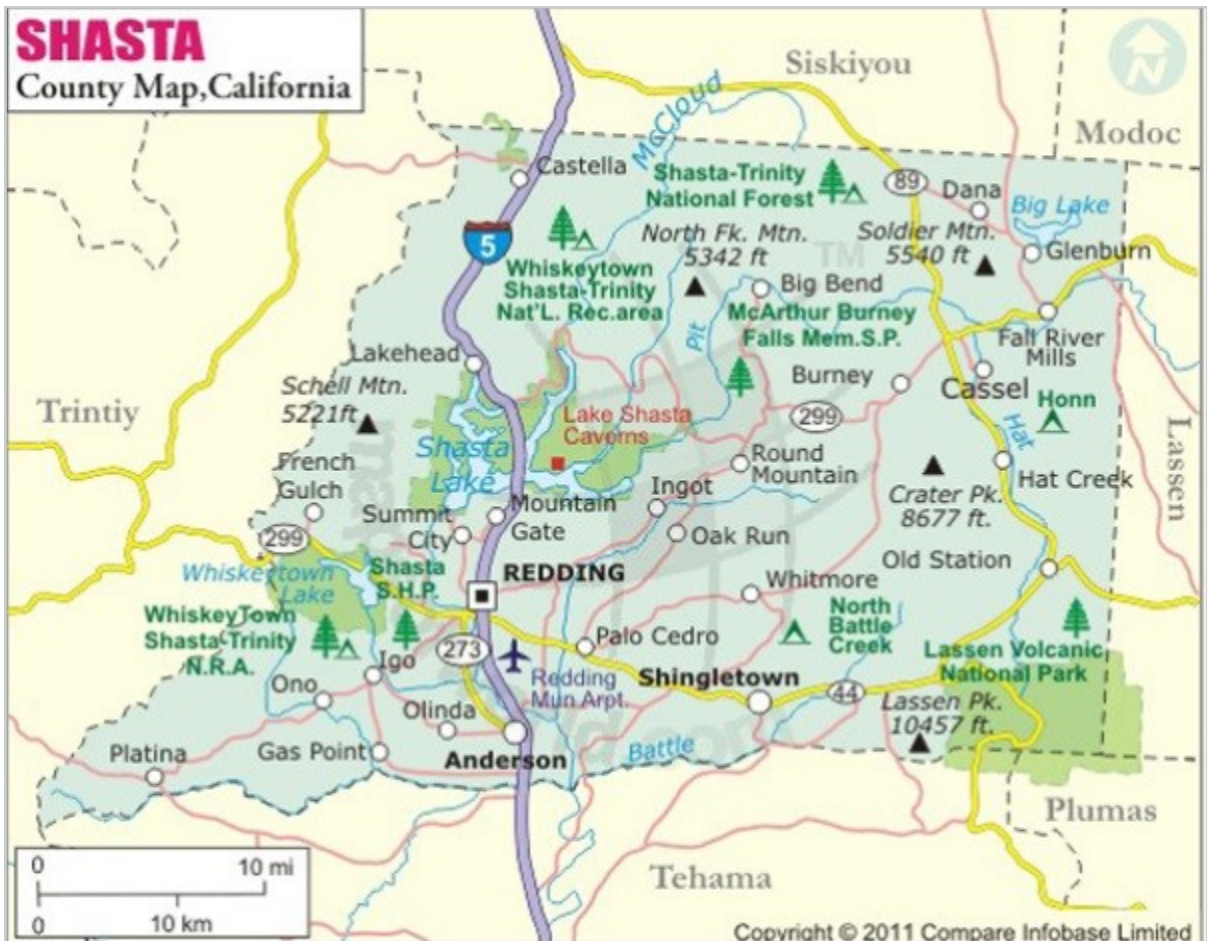 SHASTA
County Map,California
Siskiyou
Modoc
McCloud
Castella
Shasta-Trinity
National Forest
89
Dana
Big Lake
5
North Fk. Mtn.
5342 ft
Soldier Mtn.
5540 ft
TM
Glenburn
Whiskeytown
Shasta-Trinity
Nat'L. Rec.area
Big Bend
McArthur Burney
Falls Mem.S.P.
Pit
Fall River
Mills
Lakehead
Schell Mtn.
5221ft
Burney
Cassel
Honn
Trintiy
Lake Shasta
Caverns
299
Hat
Lassen
Shasta
Lake
French
Gulch
Round
Mountain
Crater Pk.
8677 ft.
Hat Creek
Ingot
Mountain
Gate
Summit
City
299
Oak Run
Old Station
Whiskeytown
Lake
Shasta
S.H.P.
REDDING
Whitmore
WhiskeyTown
Shasta-Trinity
N.R.A.
North
Battle
Creek
273
Palo Cedro
Lassen Volcanic
National Park
Igo
Redding
Mun Arpt.
Shingletown
44
Lassen Pk.
10457 ft.
Ono
Olinda
Platina
Gas Point
Anderson
Battle
Plumas
0
10 mi
0
10 km
Tehama
Copyright © 2011 Compare Infobase Limited
N